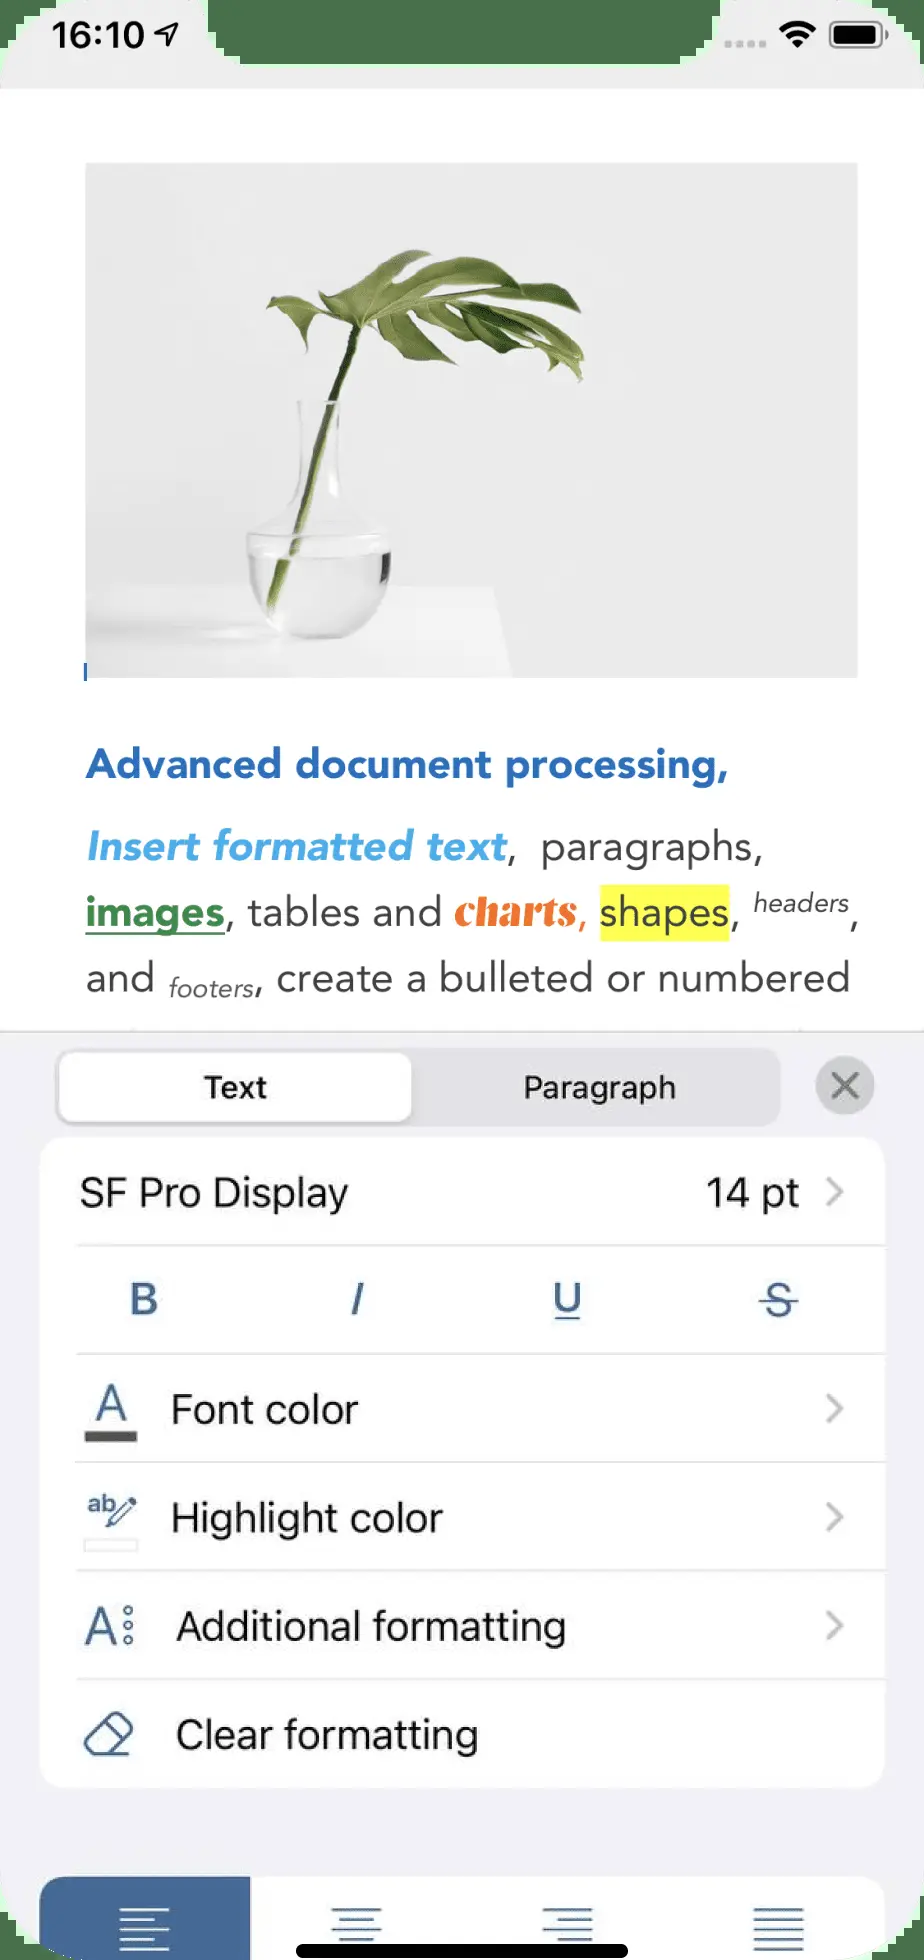 16:10
Advanced document processing,
Insert formatted text, paragraphs,
images, tables and charts, shapes, headers,
and footers, create a bulleted or numbered
Text Paragraph
SF Pro Display 14 pt
B I U S
A Font color
ab Highlight color
A Additional formatting
Clear formatting